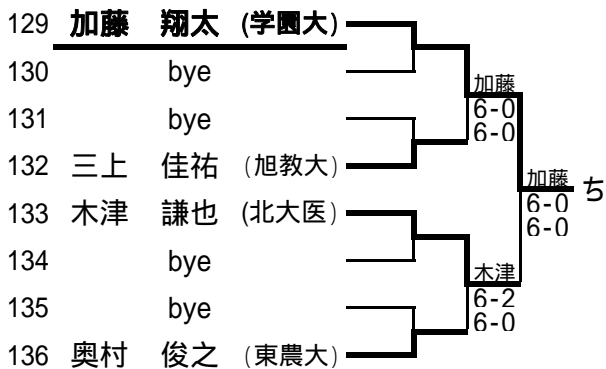 129 加藤 翔太 (学園大)
130 bye
131 bye
132 三上 佳祐 (旭教大)
133 木津 謙也 (北大医)
134 bye
135 bye
136 奥村 俊之 (東農大)
加藤
6-0
6-0
木津
6-2
6-0
加藤
6-0
6-0
ち